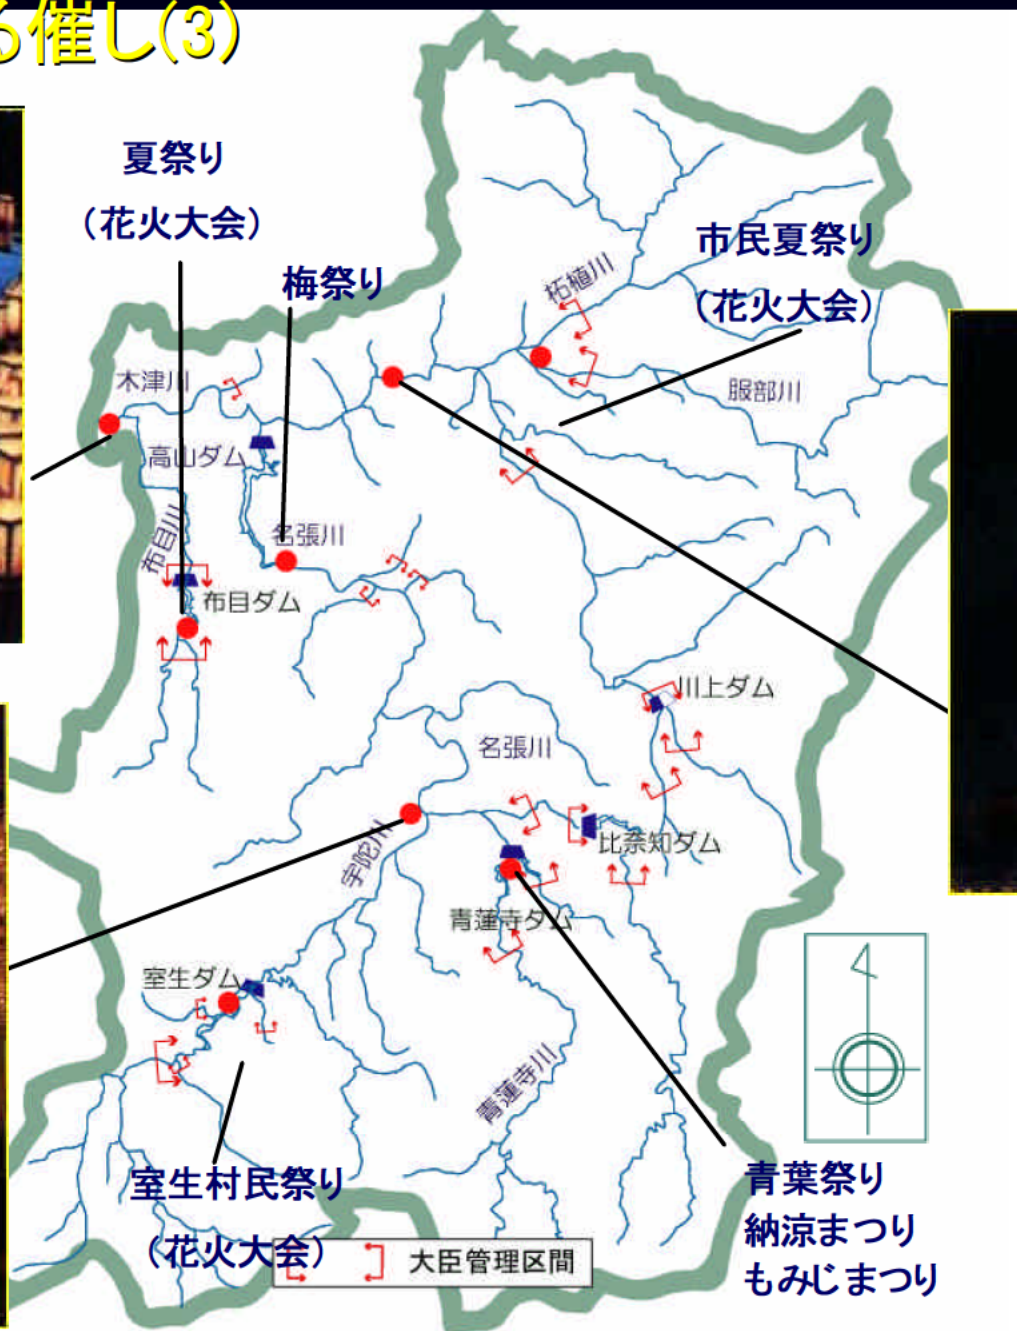 る催し(3)
夏祭り
（花火大会）
梅祭り
市民夏祭り
（花火大会）
柘植川
木津川
服部川
高山ダム
名張川
布目川
布目ダム
川上ダム
名張川
宇陀川
比奈知ダム
青蓮寺ダム
室生ダム
青蓮寺川
室生村民祭り
（花火大会）
青葉祭り
納涼まつり
もみじまつり
大臣管理区間